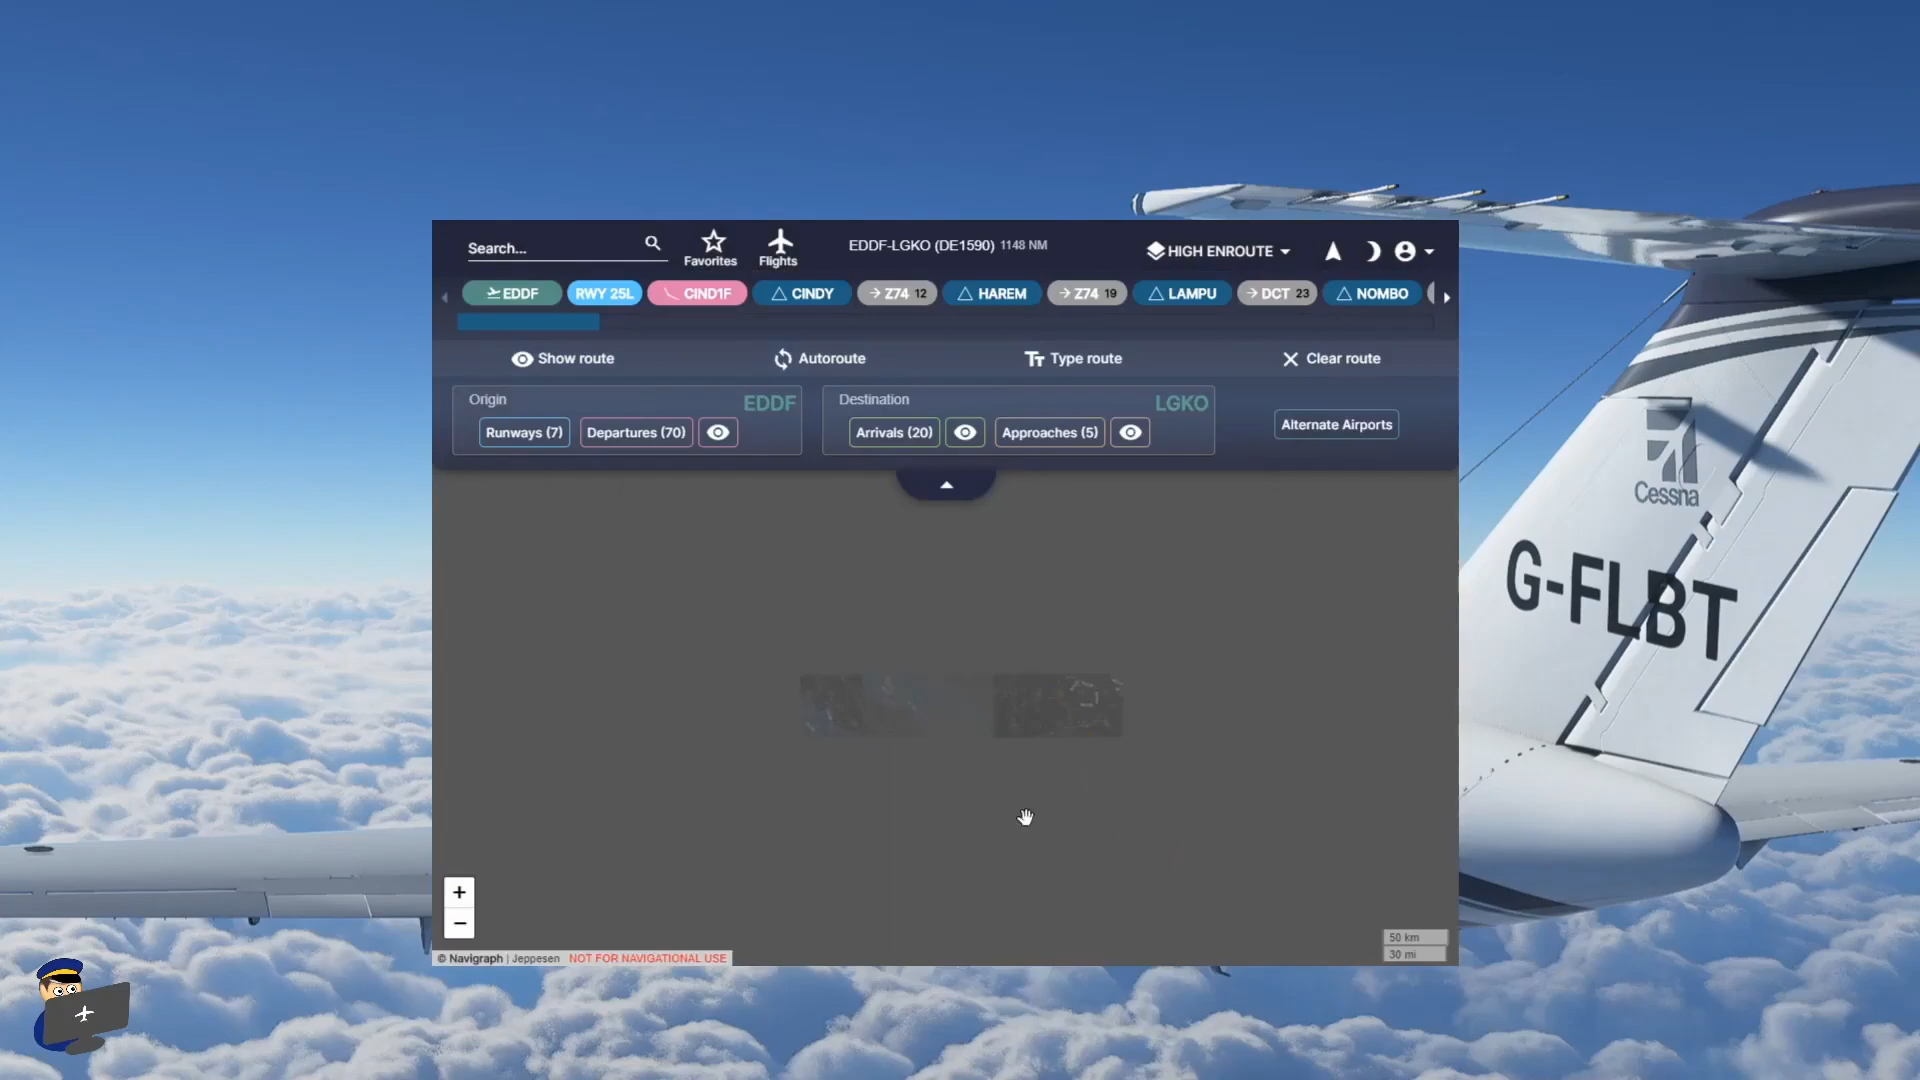 Search...
Favorites
Flights
EDDF-LGKO (DE1590) 1148 NM
HIGH ENROUTE
EDDF
RWY 25L
CIND1F
CINDY
Z74 12
HAREM
Z74 19
LAMPU
DCT 23
NOMBO
Show route
Autoroute
Type route
Clear route
Origin
EDDF
Runways (7)
Departures (70)
Destination
LGKO
Arrivals (20)
Approaches (5)
Alternate Airports
Cessna
G-FLBT
+
−
50 km
30 mi
© Navigraph | Jeppesen NOT FOR NAVIGATIONAL USE